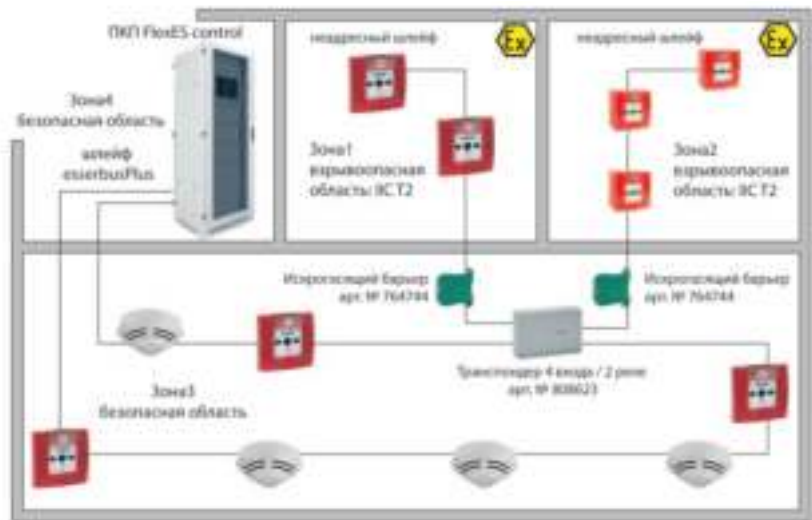 ПКП FlexES control
неадресный шлейф
Ex
неадресный шлейф
Ex
Зона4
безопасная область
шлейф
esserbusPlus
Зона1
взрывоопасная
область: IIC T2
Зона2
взрывоопасная
область: IIC T2
Искрогасящий барьер
арт. № 764744
Искрогасящий барьер
арт. № 764744
Транспондер 4 входа / 2 реле
арт. № 808623
Зона3
безопасная область